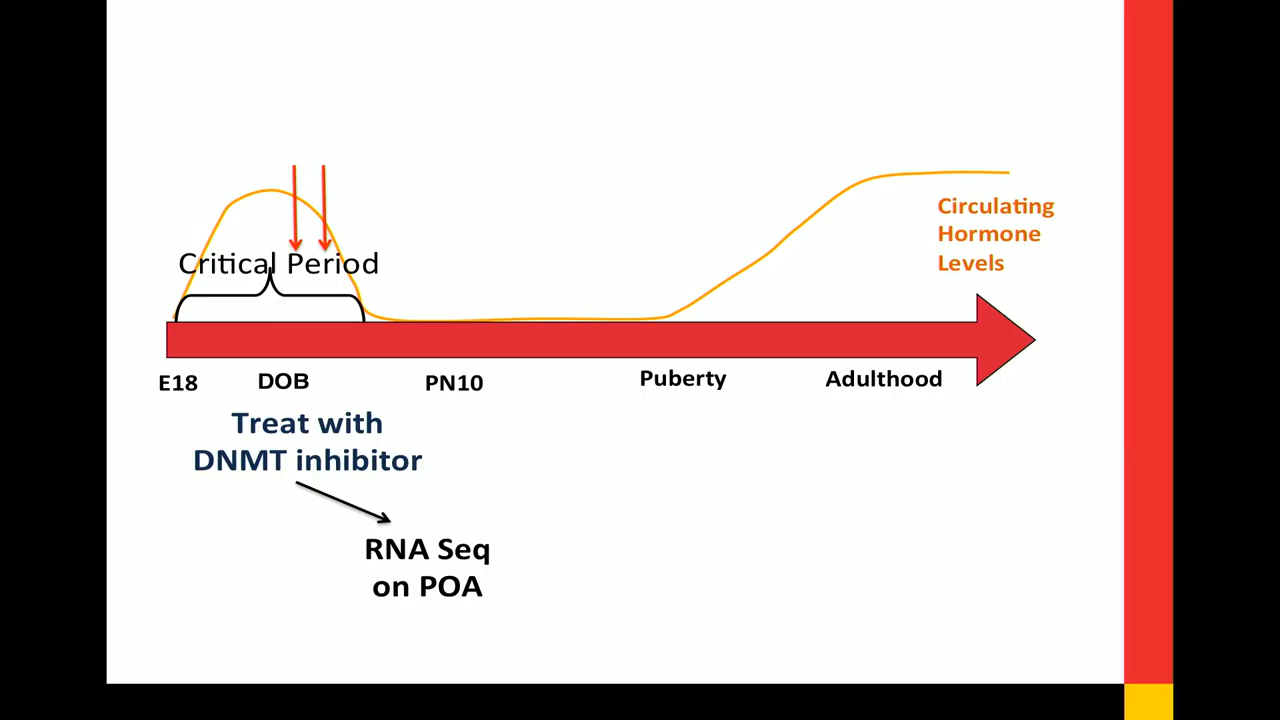 Critical Period
Circulating
Hormone
Levels
E18
DOB
PN10
Puberty
Adulthood
Treat with
DNMT inhibitor
RNA Seq
on POA